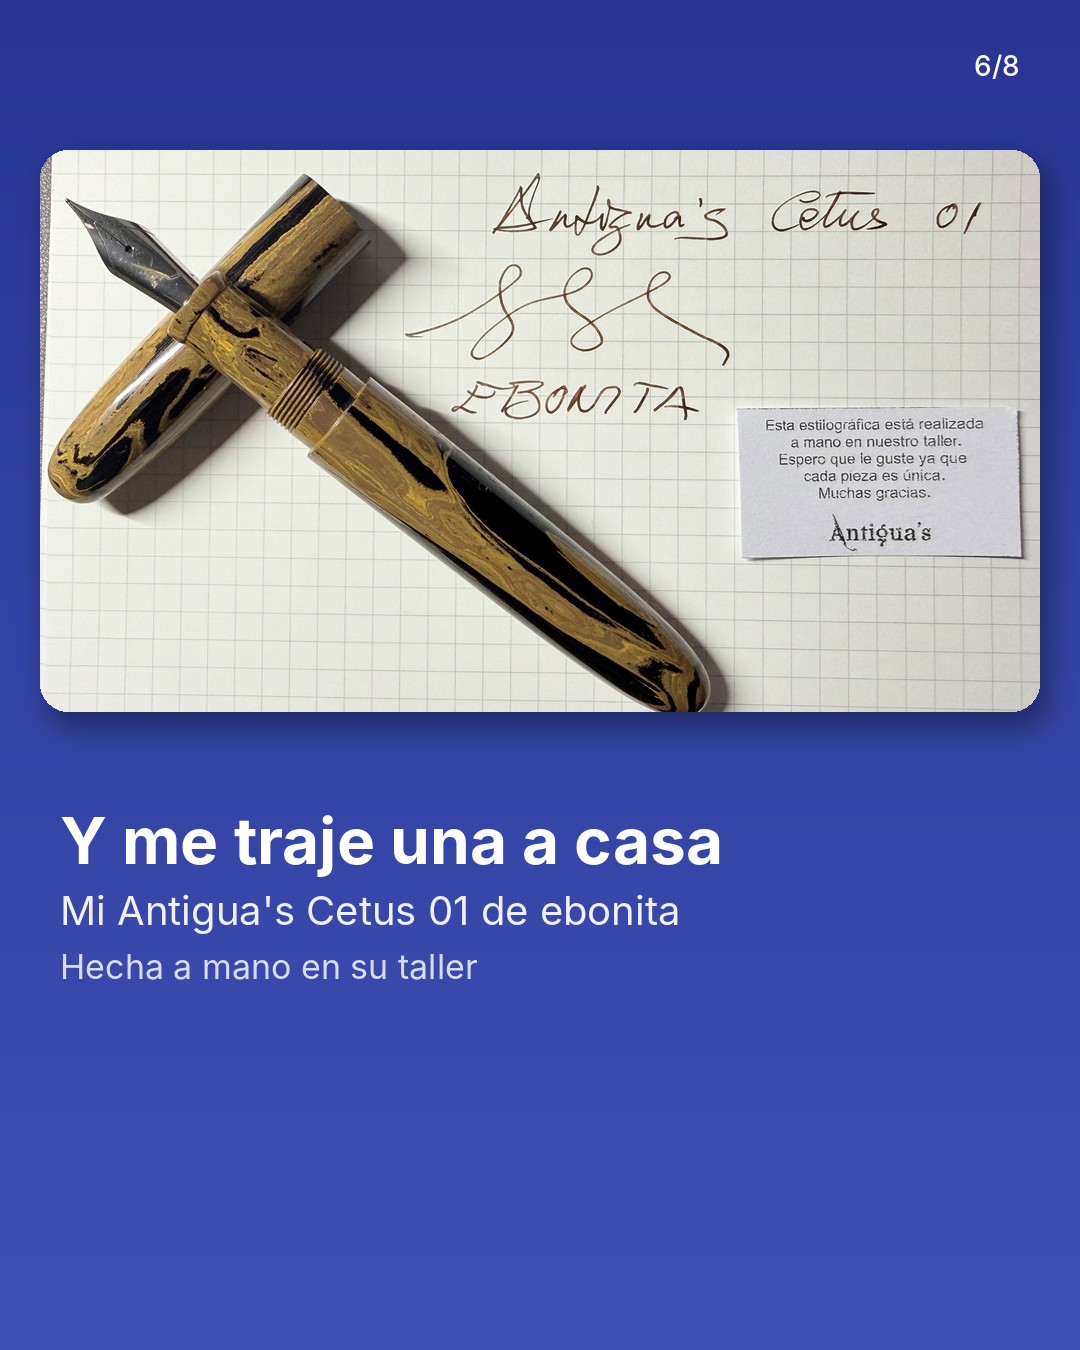 6/8
Antigua's Cetus 01
EBONITA
Esta estilográfica está realizada
a mano en nuestro taller.
Espero que le guste ya que
cada pieza es única.
Muchas gracias.
Antigua's
Y me traje una a casa
Mi Antigua's Cetus 01 de ebonita
Hecha a mano en su taller